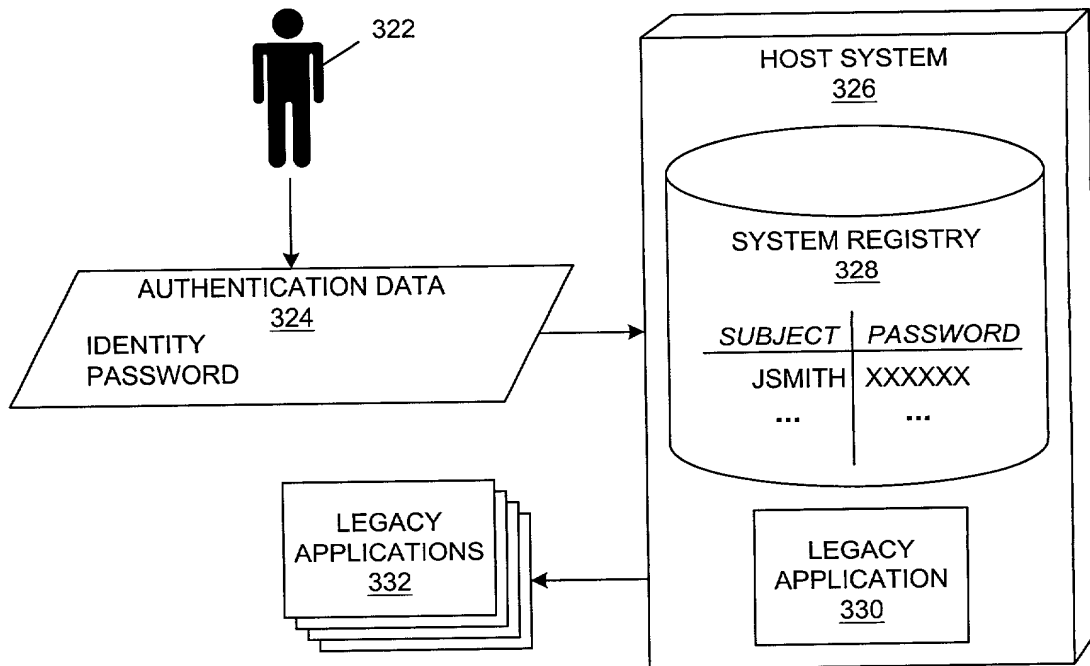 322
AUTHENTICATION DATA
324
IDENTITY
PASSWORD
HOST SYSTEM
326
SYSTEM REGISTRY
328
SUBJECT PASSWORD
JSMITH XXXXXX
... ...
LEGACY
APPLICATIONS
332
LEGACY
APPLICATION
330